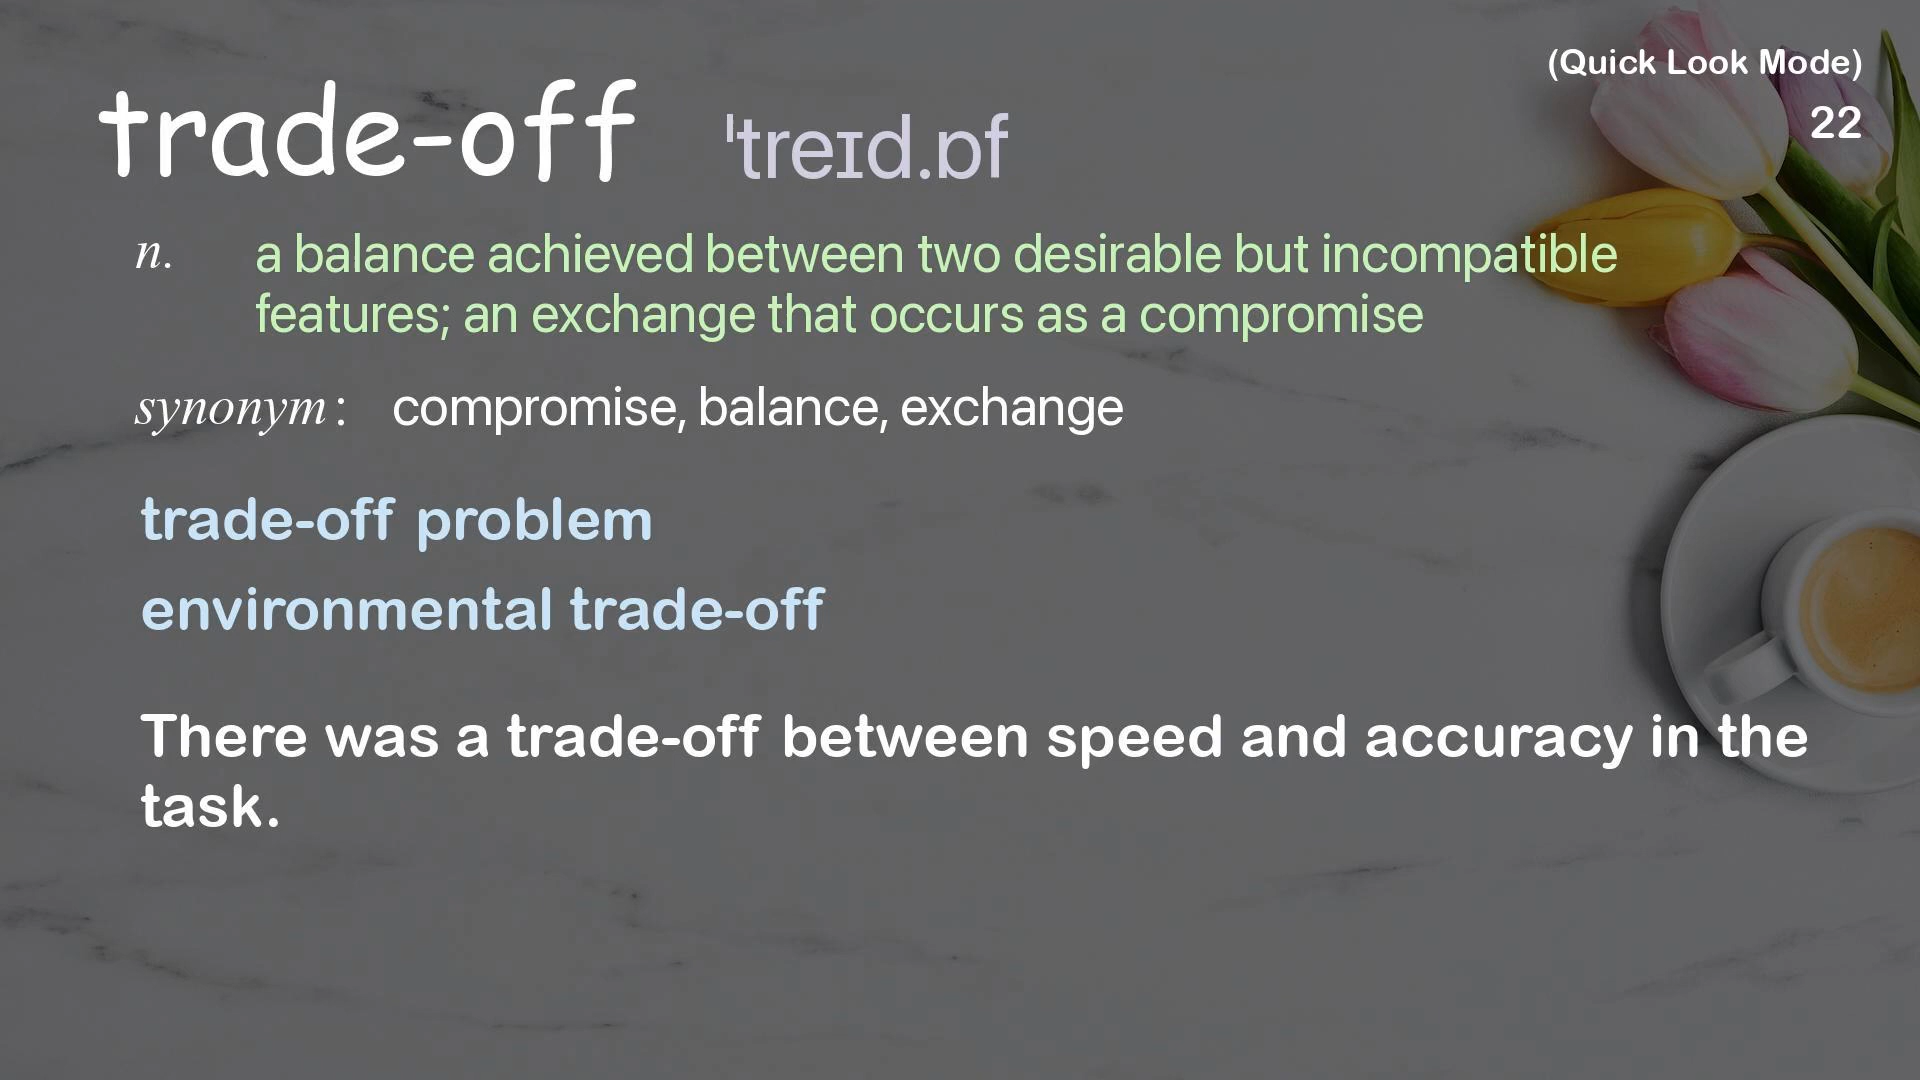 (Quick Look Mode)
22
trade-off ˈtreɪd.ɒf
n. a balance achieved between two desirable but incompatible
features; an exchange that occurs as a compromise
synonym: compromise, balance, exchange
trade-off problem
environmental trade-off
There was a trade-off between speed and accuracy in the
task.